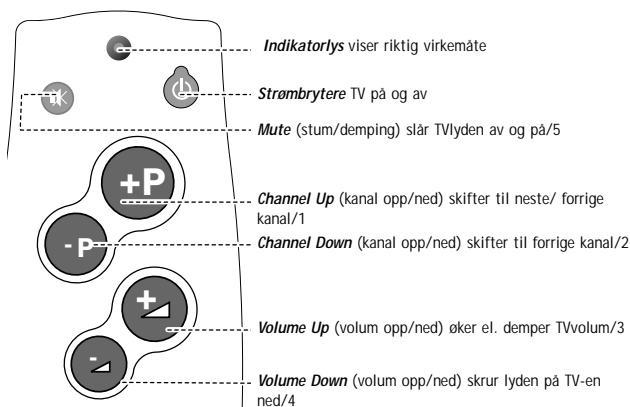 Indikatorlys viser riktig virkemåte
Strømbrytere TV på og av
Mute (stum/demping) slår TVlyden av og på/5
+P
Channel Up (kanal opp/ned) skifter til neste/ forrige
kanal/1
- P
Channel Down (kanal opp/ned) skifter til forrige kanal/2
+
Volume Up (volum opp/ned) øker el. demper TVvolum/3
-
Volume Down (volum opp/ned) skrur lyden på TV-en
ned/4